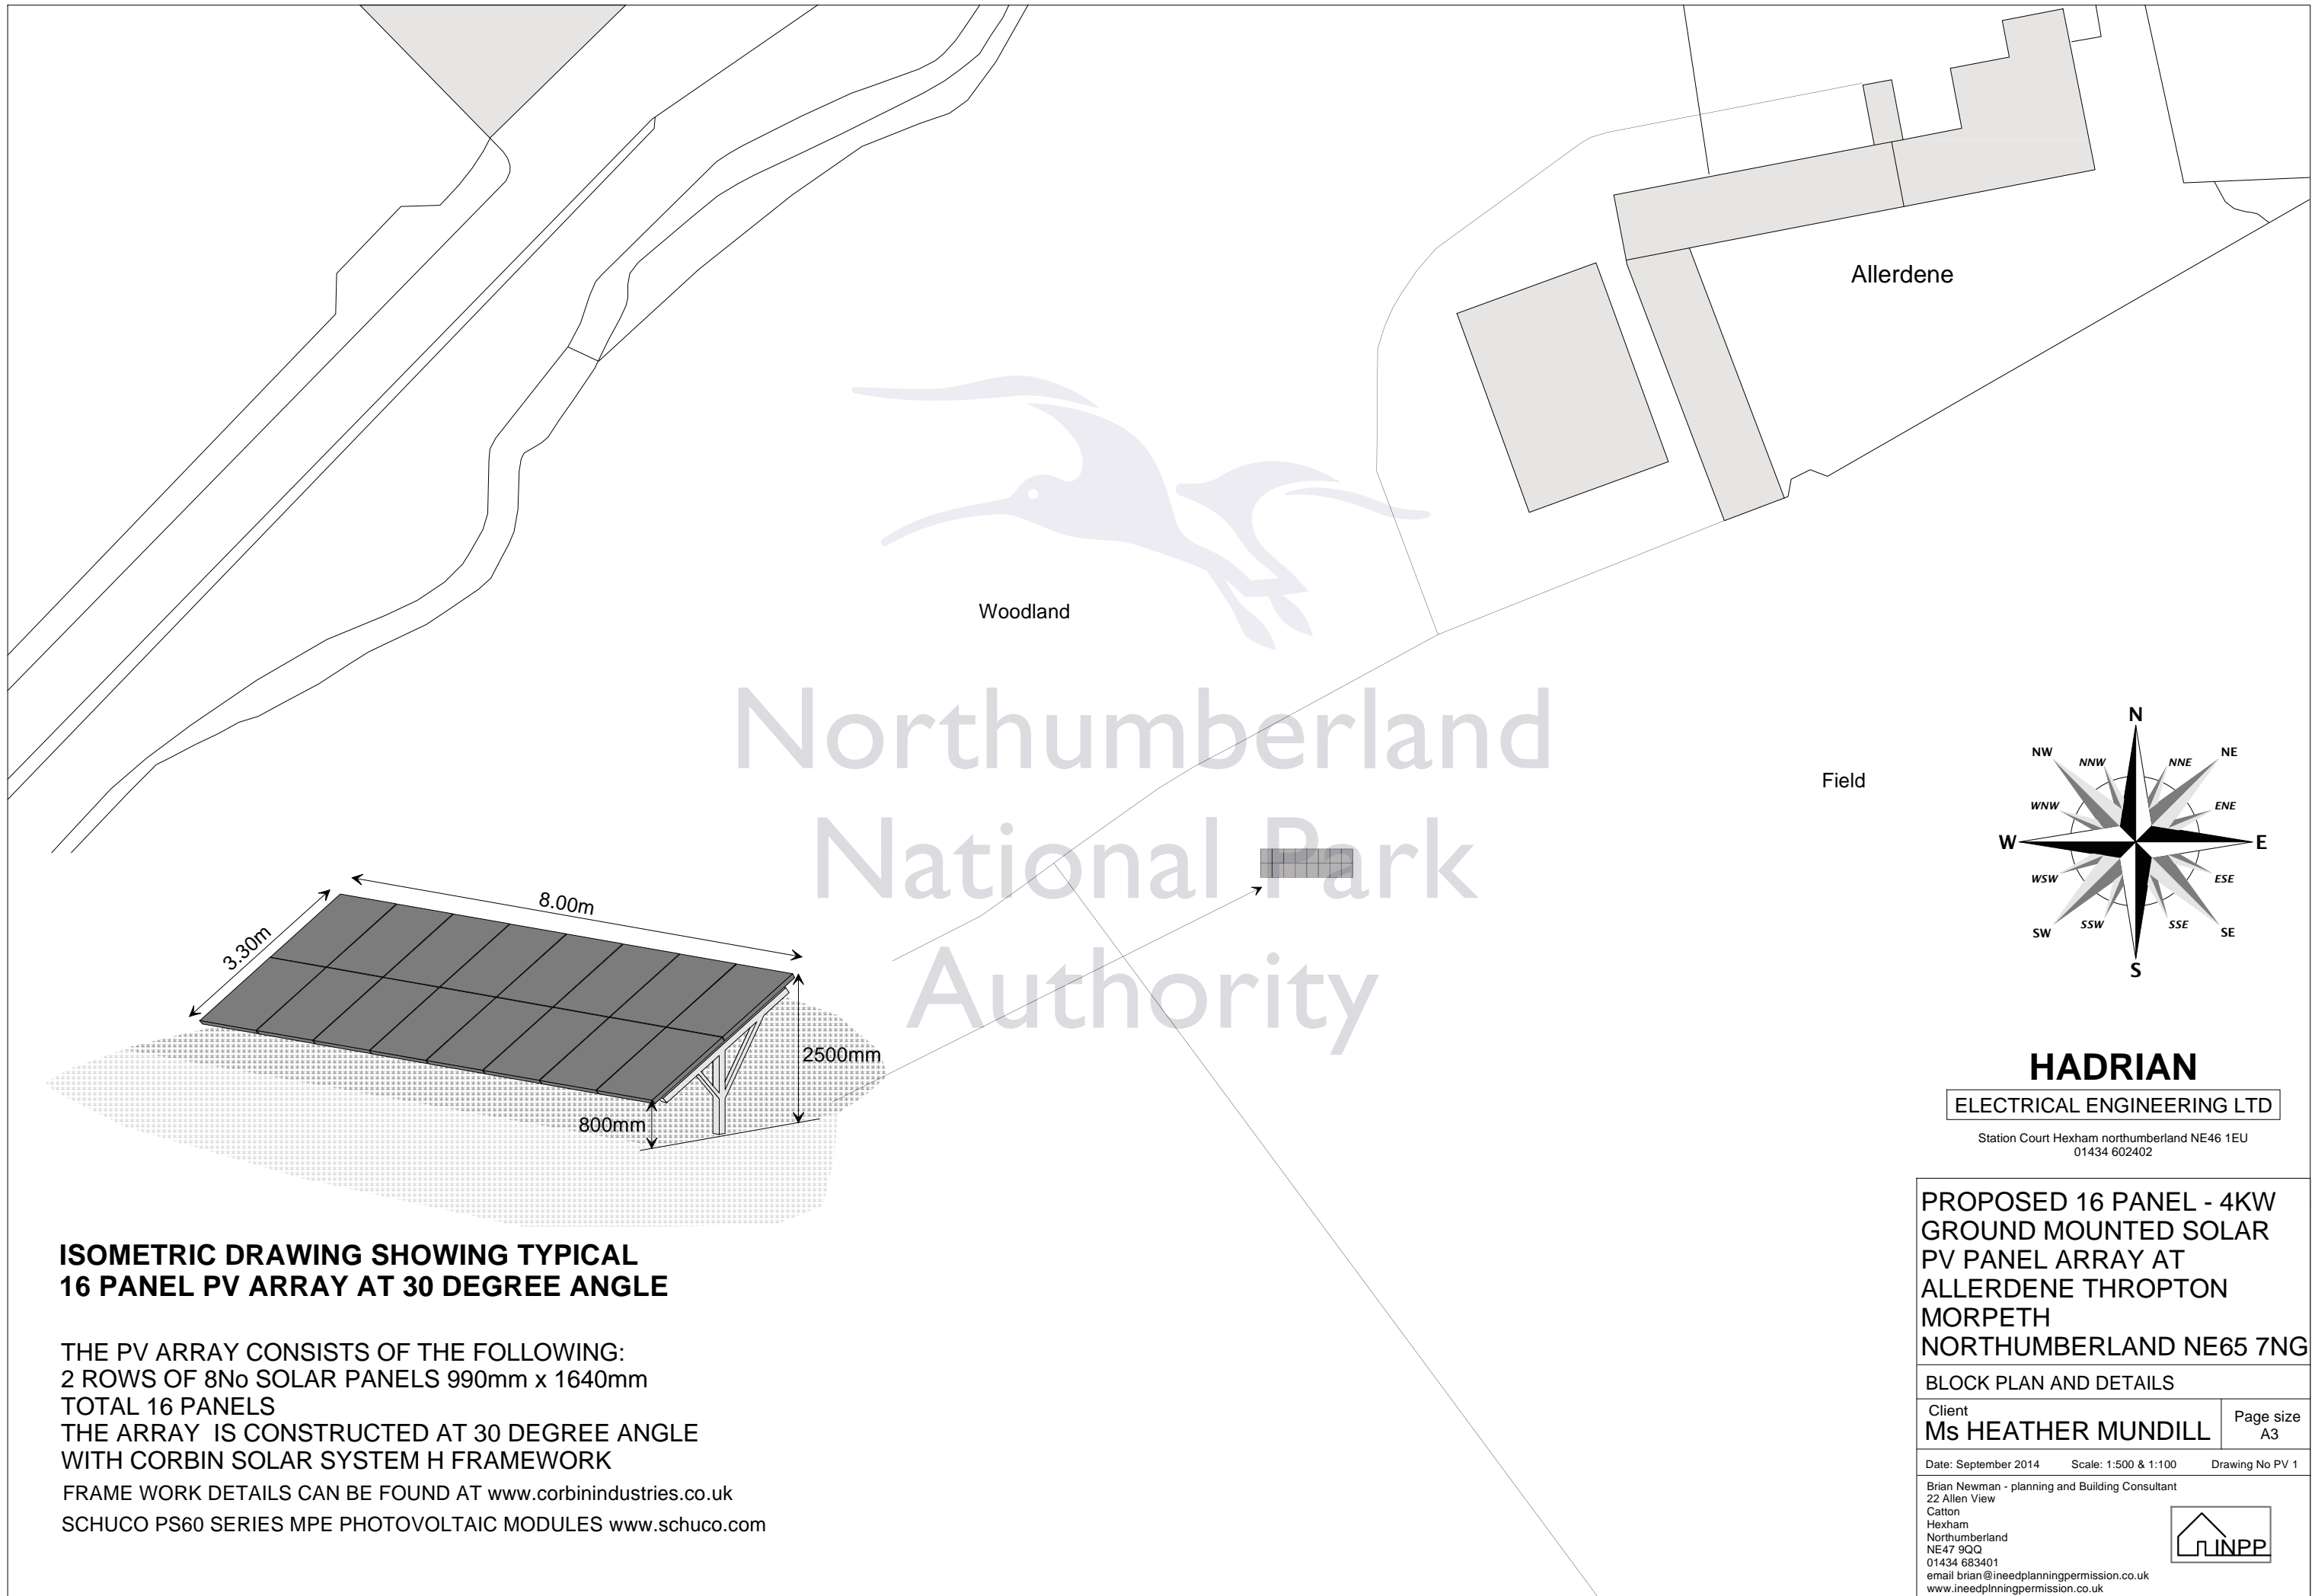 Allerdene
Woodland
Northumberland
National Park
Authority
Field
N
NNE
NE
ENE
E
ESE
SE
SSE
S
SSW
SW
WSW
W
WNW
NW
NNW
8.00m
3.30m
2500mm
800mm
ISOMETRIC DRAWING SHOWING TYPICAL
16 PANEL PV ARRAY AT 30 DEGREE ANGLE
THE PV ARRAY CONSISTS OF THE FOLLOWING:
2 ROWS OF 8No SOLAR PANELS 990mm x 1640mm
TOTAL 16 PANELS
THE ARRAY IS CONSTRUCTED AT 30 DEGREE ANGLE
WITH CORBIN SOLAR SYSTEM H FRAMEWORK
FRAME WORK DETAILS CAN BE FOUND AT www.corbinindustries.co.uk
SCHUCO PS60 SERIES MPE PHOTOVOLTAIC MODULES www.schuco.com
HADRIAN
ELECTRICAL ENGINEERING LTD
Station Court Hexham northumberland NE46 1EU
01434 602402
PROPOSED 16 PANEL - 4KW
GROUND MOUNTED SOLAR
PV PANEL ARRAY AT
ALLERDENE THROPTON
MORPETH
NORTHUMBERLAND NE65 7NG
BLOCK PLAN AND DETAILS
Client
Ms HEATHER MUNDILL
Page size
A3
Date: September 2014 Scale: 1:500 & 1:100 Drawing No PV 1
Brian Newman - planning and Building Consultant
22 Allen View
Catton
Hexham
Northumberland
NE47 9QQ
01434 683401
email brian@ineedplanningpermission.co.uk
www.ineedplnningpermission.co.uk
INPP